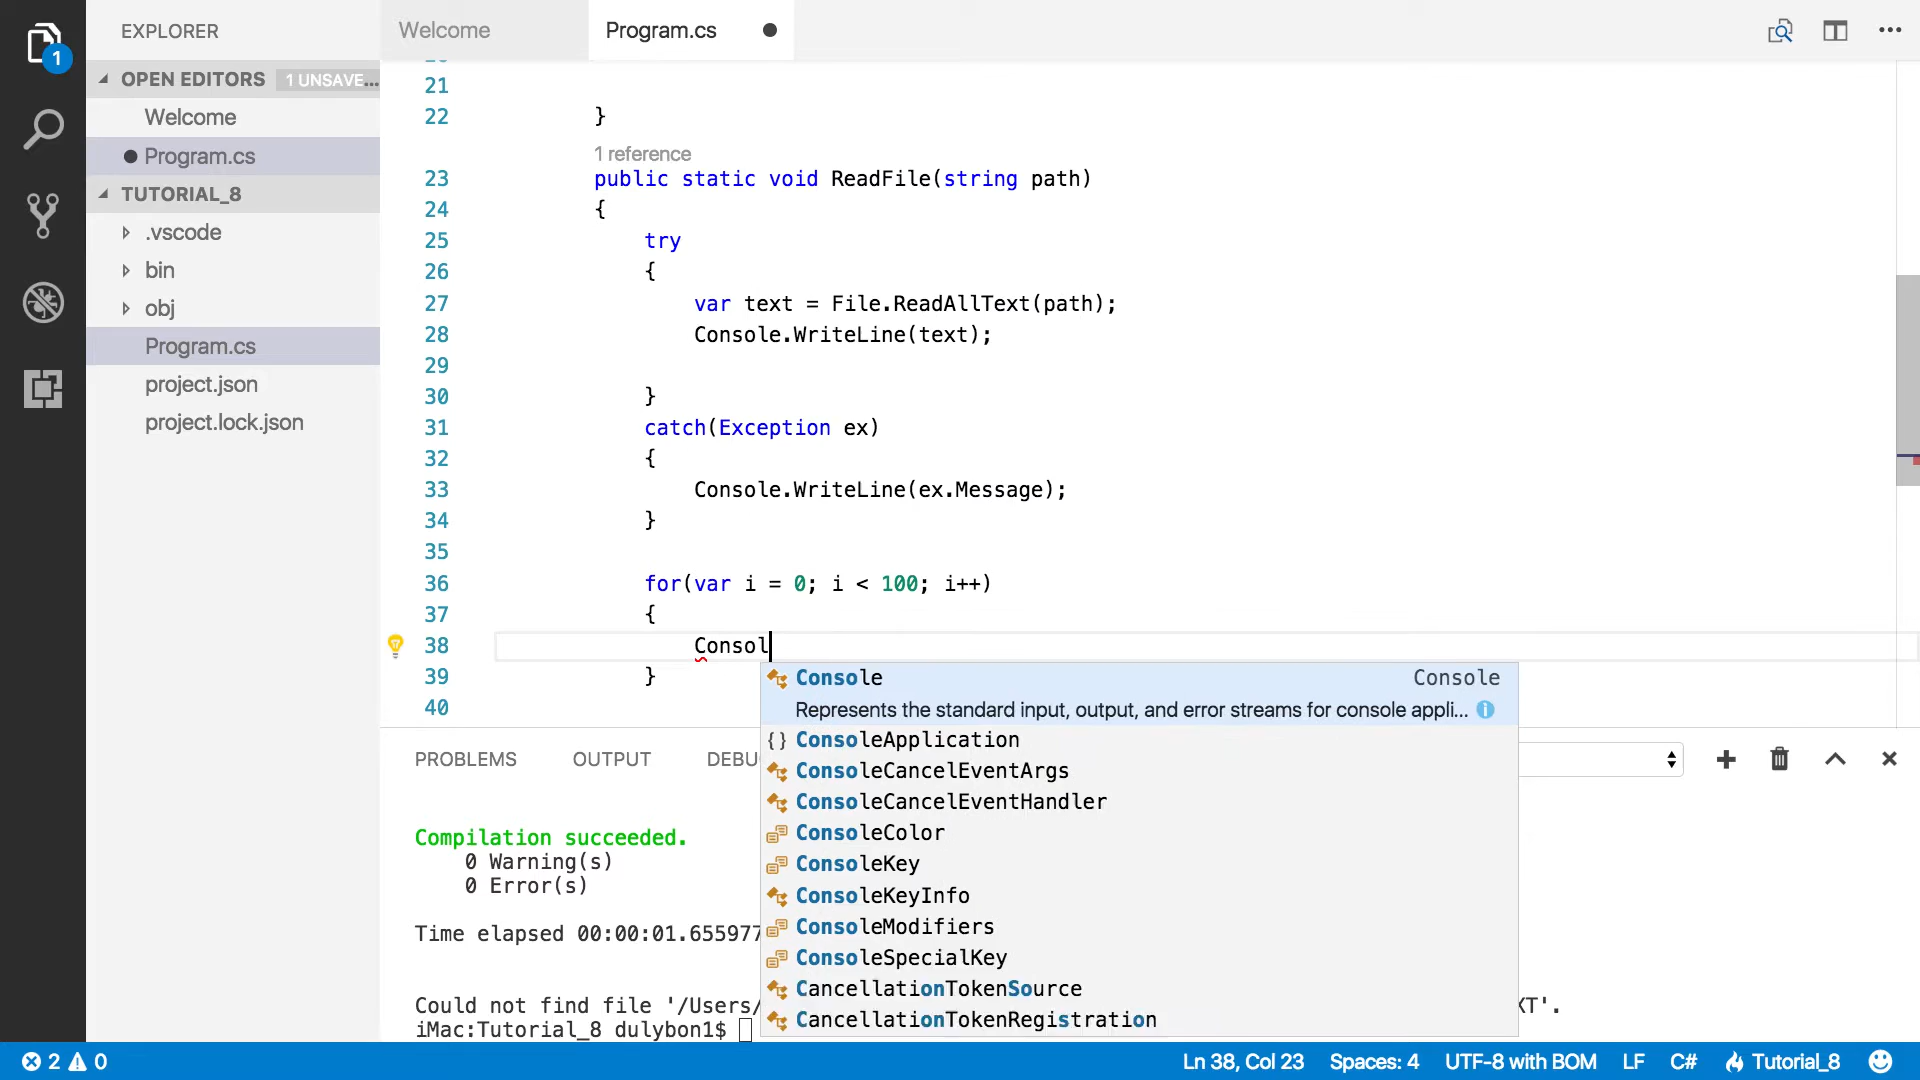 EXPLORER
Welcome
Program.cs
1
OPEN EDITORS
1 UNSAVE...
Welcome
Program.cs
TUTORIAL_8
.vscode
bin
obj
Program.cs
project.json
project.lock.json
21
22 }
1 reference
23 public static void ReadFile(string path)
24 {
25 try
26 {
27 var text = File.ReadAllText(path);
28 Console.WriteLine(text);
29
30 }
31 catch(Exception ex)
32 {
33 Console.WriteLine(ex.Message);
34 }
35
36 for(var i = 0; i < 100; i++)
37 {
38 Consol
39 }
40
Console Console
Represents the standard input, output, and error streams for console appli...
{} ConsoleApplication
ConsoleCancelEventArgs
ConsoleCancelEventHandler
ConsoleColor
ConsoleKey
ConsoleKeyInfo
ConsoleModifiers
ConsoleSpecialKey
CancellationTokenSource
CancellationTokenRegistration
PROBLEMS OUTPUT DEBU
Compilation succeeded.
0 Warning(s)
0 Error(s)
Time elapsed 00:00:01.655977
Could not find file '/Users/ XT'.
iMac:Tutorial_8 dulybon1$
2 0
Ln 38, Col 23 Spaces: 4 UTF-8 with BOM LF C# Tutorial_8